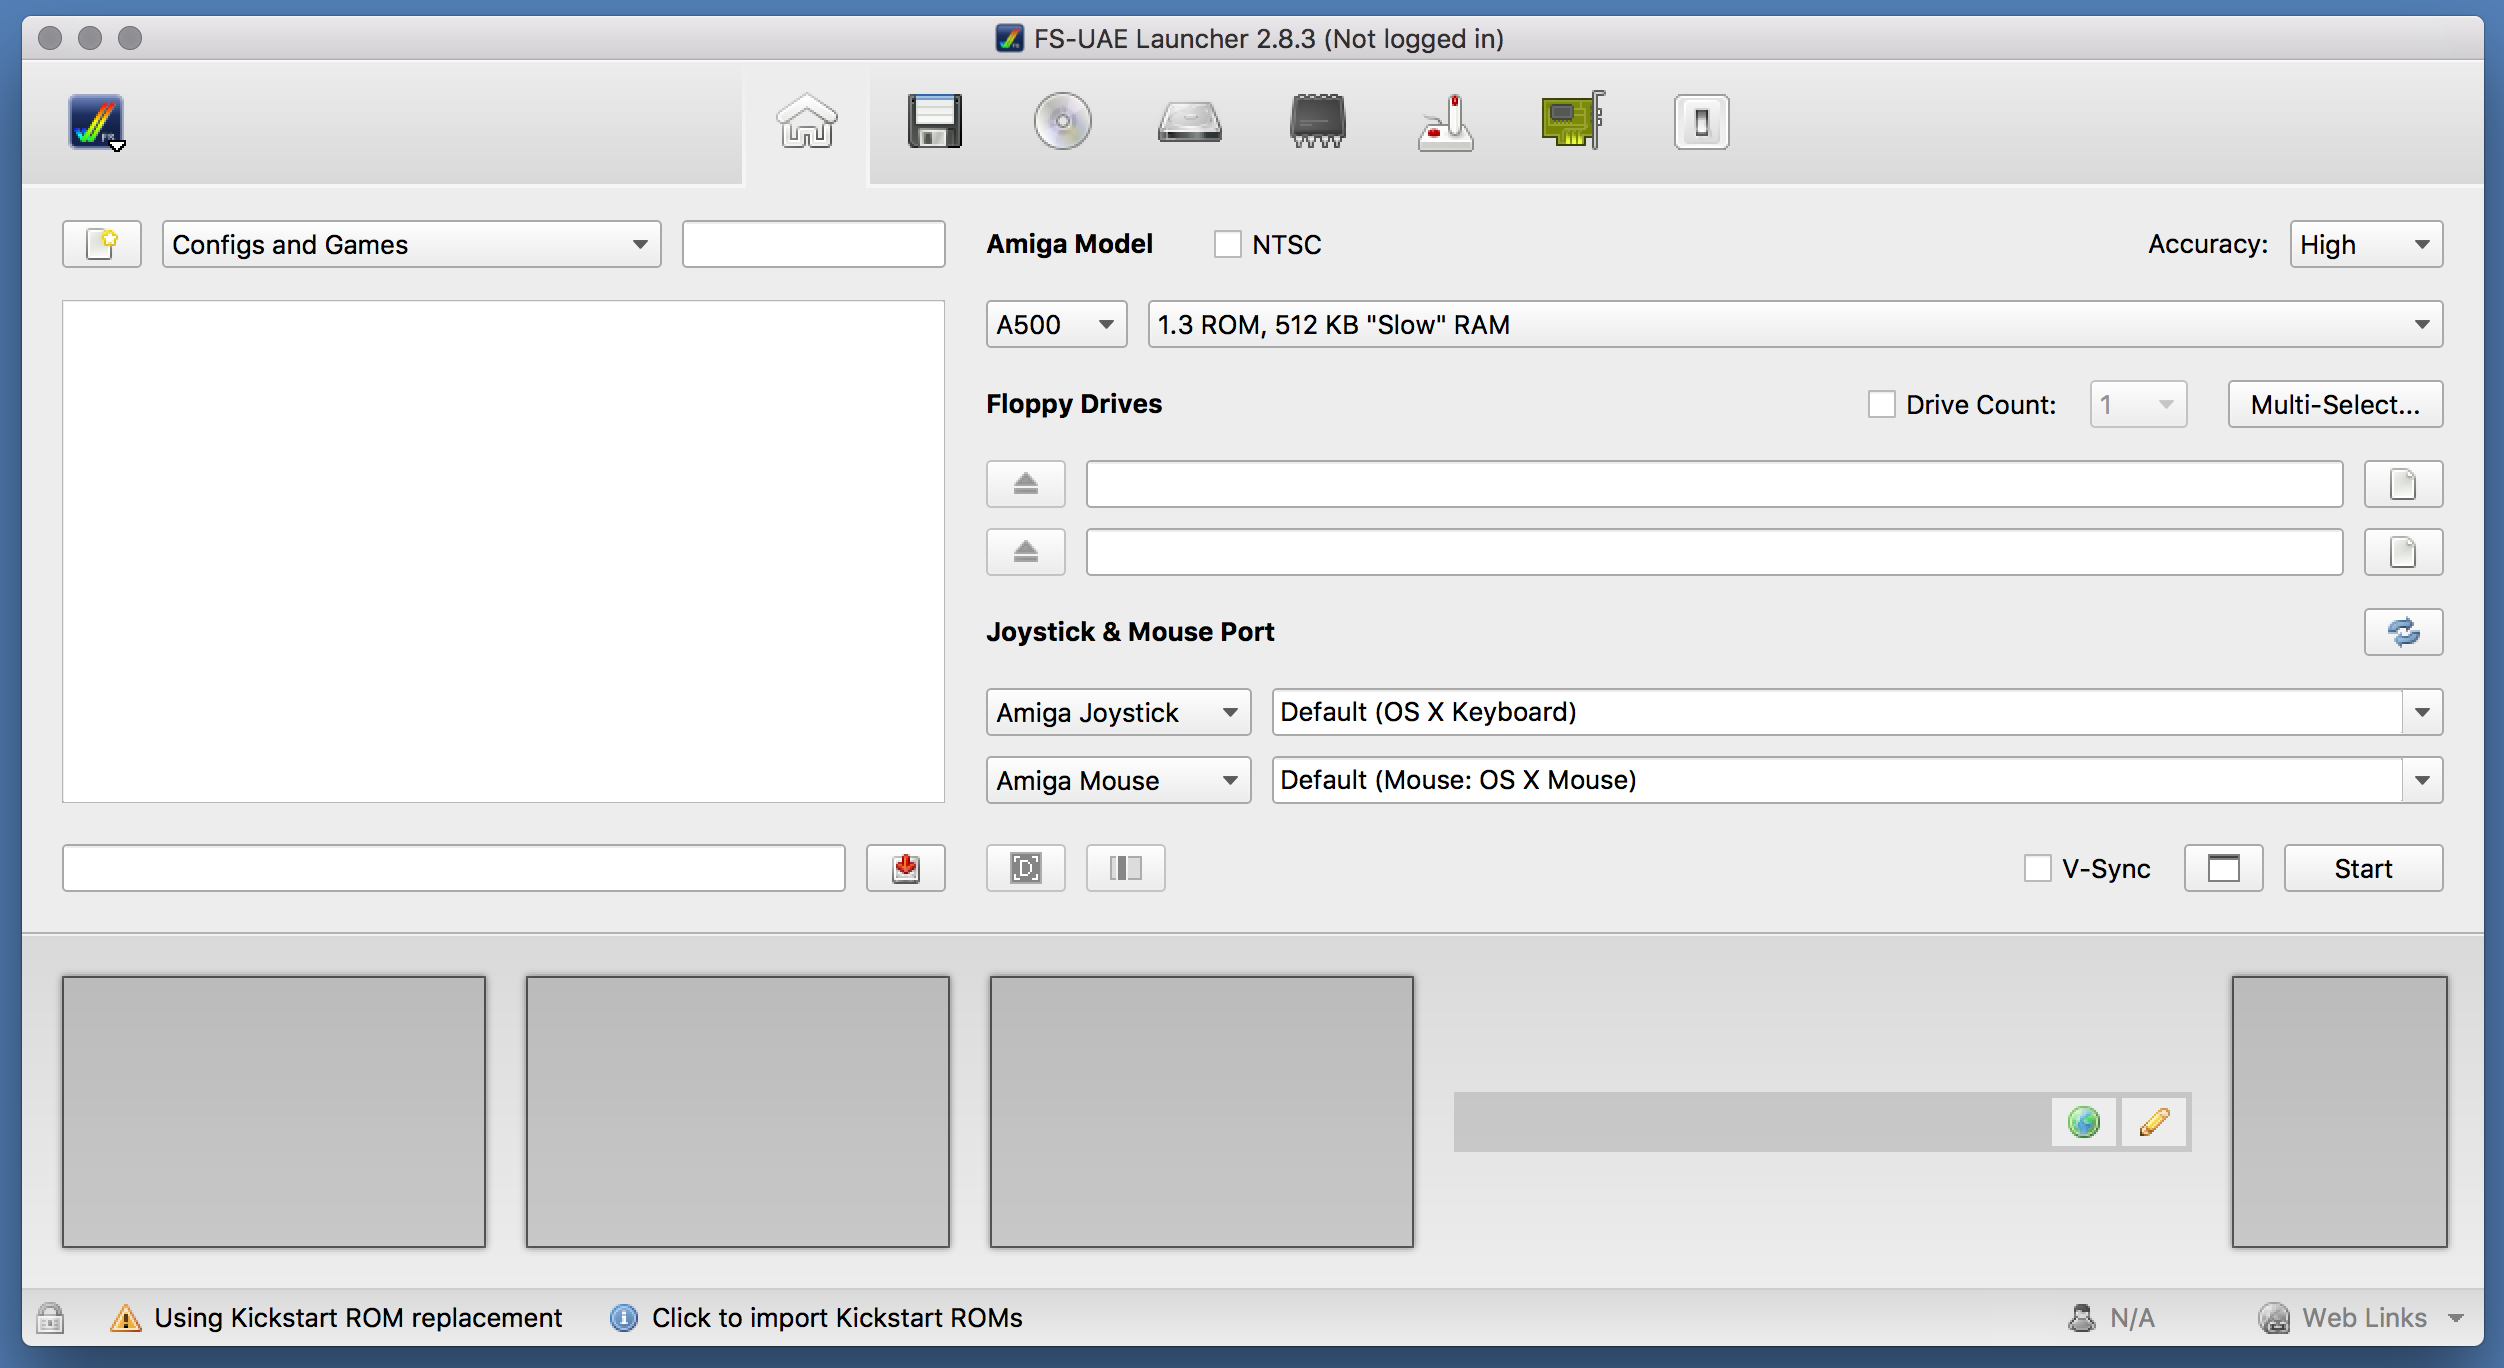 FS-UAE Launcher 2.8.3 (Not logged in)
FS
Configs and Games
Amiga Model
NTSC
Accuracy:
High
A500
1.3 ROM, 512 KB "Slow" RAM
Floppy Drives
Drive Count:
1
Multi-Select...
Joystick & Mouse Port
Amiga Joystick
Default (OS X Keyboard)
Amiga Mouse
Default (Mouse: OS X Mouse)
D
V-Sync
Start
Using Kickstart ROM replacement
Click to import Kickstart ROMs
N/A
Web Links